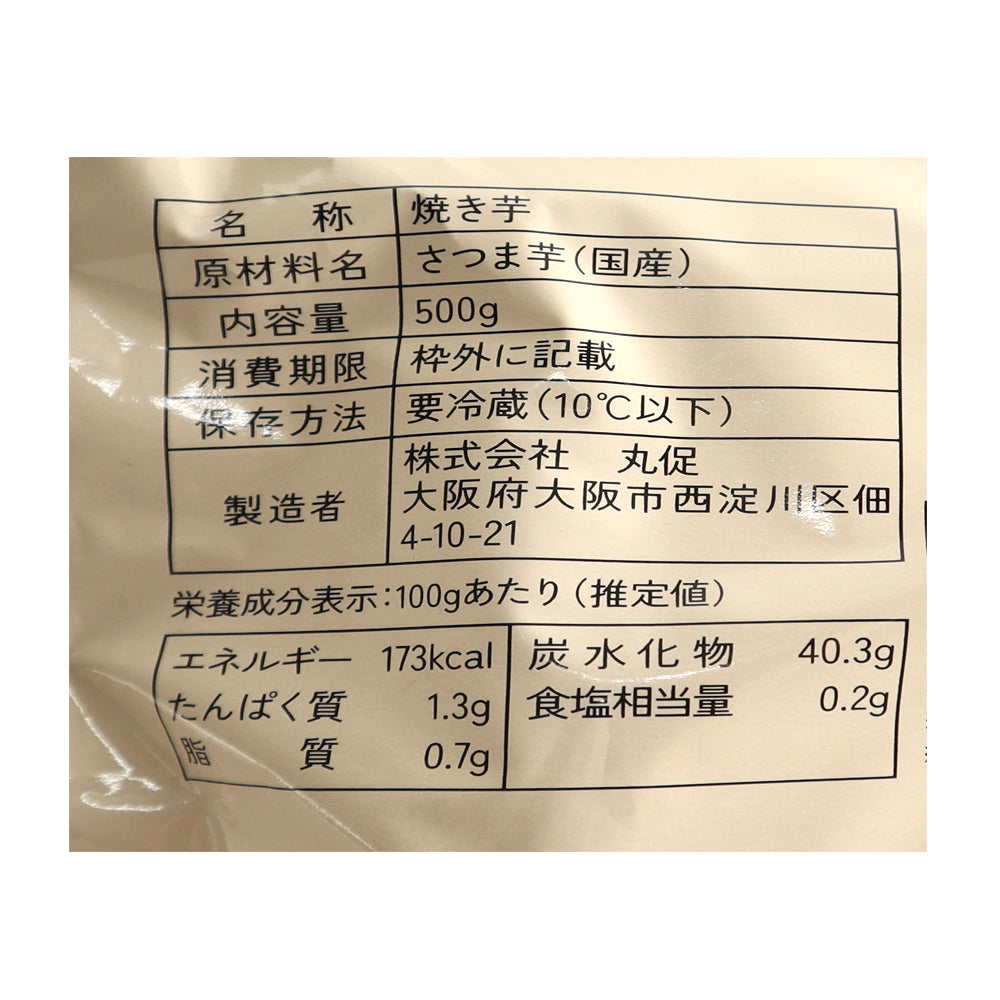 名 称 焼き芋
原材料名 さつま芋(国産)
内容量 500g
消費期限 枠外に記載
保存方法 要冷蔵(10℃以下)
製造者 株式会社 丸促
大阪府大阪市西淀川区佃
4-10-21
栄養成分表示:100gあたり(推定値)
エネルギー 173kcal 炭水化物 40.3g
たんぱく質 1.3g 食塩相当量 0.2g
脂質 0.7g